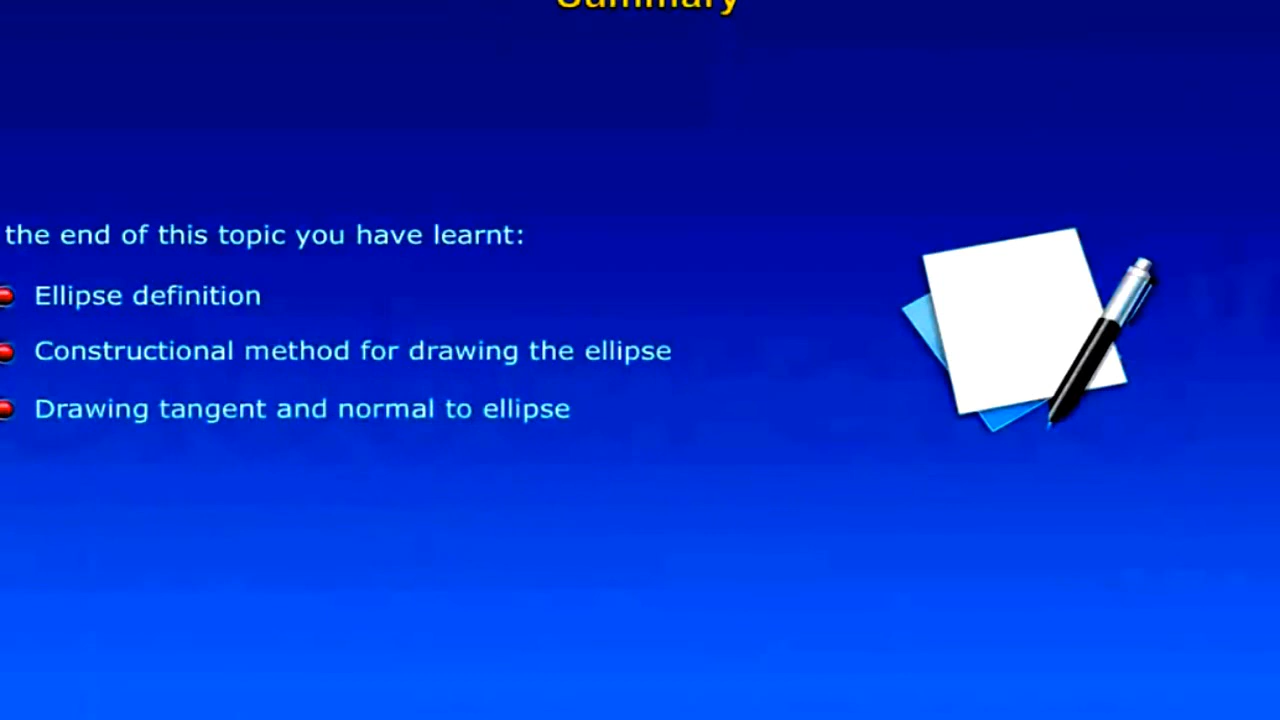 Summary
the end of this topic you have learnt:
Ellipse definition
Constructional method for drawing the ellipse
Drawing tangent and normal to ellipse